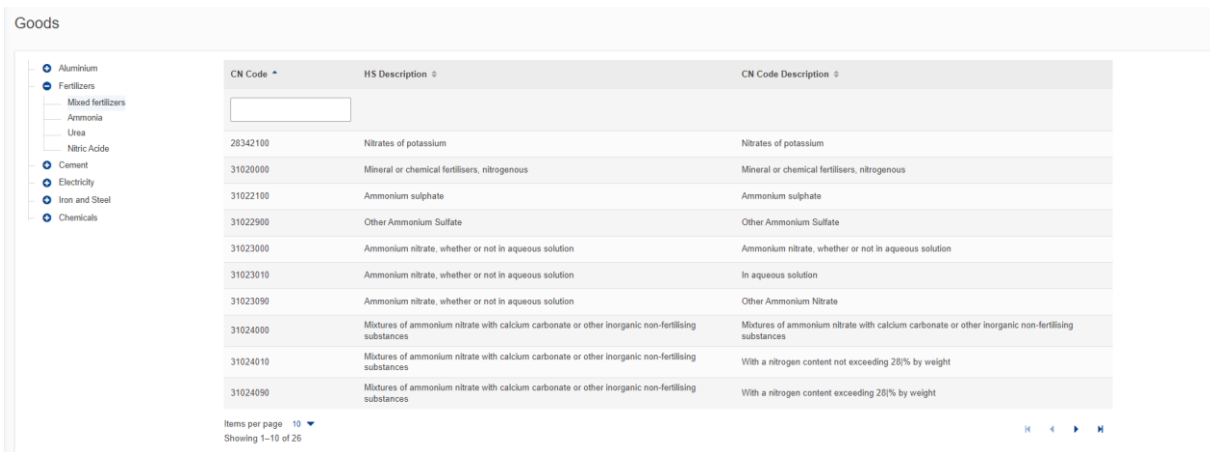 Goods
Aluminium
Fertilizers
Mixed fertilizers
Ammonia
Urea
Nitric Acide
Cement
Electricity
Iron and Steel
Chemicals
CN Code HS Description CN Code Description
28342100 Nitrates of potassium Nitrates of potassium
31020000 Mineral or chemical fertilisers, nitrogenous Mineral or chemical fertilisers, nitrogenous
31022100 Ammonium sulphate Ammonium sulphate
31022900 Other Ammonium Sulfate Other Ammonium Sulfate
31023000 Ammonium nitrate, whether or not in aqueous solution Ammonium nitrate, whether or not in aqueous solution
31023010 Ammonium nitrate, whether or not in aqueous solution In aqueous solution
31023090 Ammonium nitrate, whether or not in aqueous solution Other Ammonium Nitrate
31024000 Mixtures of ammonium nitrate with calcium carbonate or other inorganic non-fertilising substances Mixtures of ammonium nitrate with calcium carbonate or other inorganic non-fertilising substances
31024010 Mixtures of ammonium nitrate with calcium carbonate or other inorganic non-fertilising substances With a nitrogen content not exceeding 28|% by weight
31024090 Mixtures of ammonium nitrate with calcium carbonate or other inorganic non-fertilising substances With a nitrogen content exceeding 28|% by weight
Items per page 10
Showing 1–10 of 26